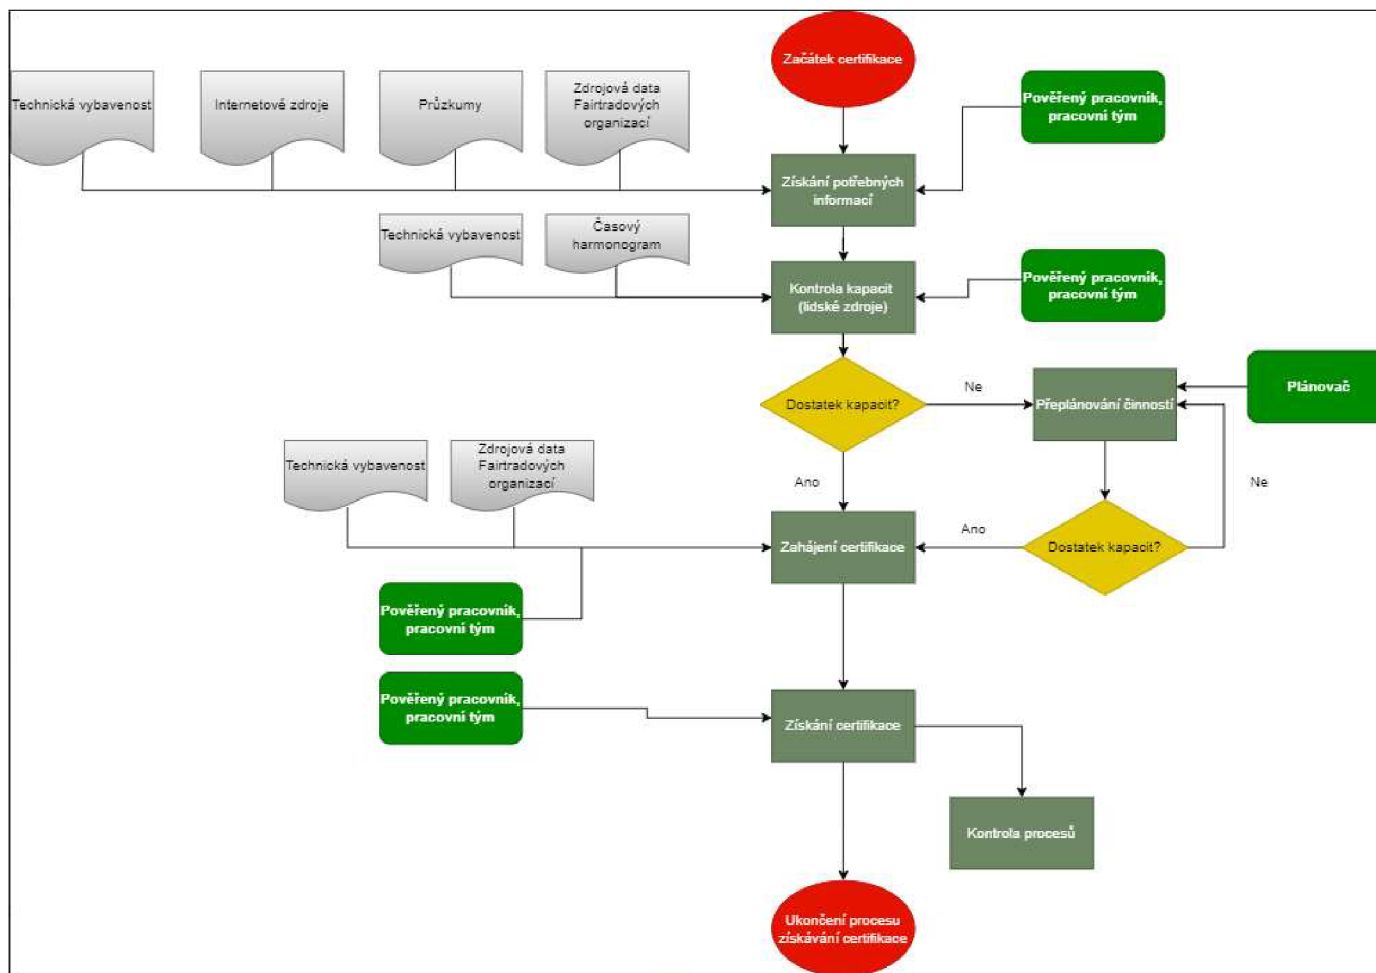 Začátek certifikace
Technická vybavenost
Internetové zdroje
Průzkumy
Zdrojová data
Fairtradových
organizací
Pověřený pracovník,
pracovní tým
Získání potřebných
informací
Technická vybavenost
Časový
harmonogram
Kontrola kapacit
(lidské zdroje)
Pověřený pracovník,
pracovní tým
Dostatek kapacit?
Ne
Přeplánování činností
Plánovač
Technická vybavenost
Zdrojová data
Fairtradových
organizací
Ano
Ne
Zahájení certifikace
Ano
Dostatek kapacit?
Pověřený pracovník,
pracovní tým
Pověřený pracovník,
pracovní tým
Získání certifikace
Kontrola procesů
Ukončení procesu
získávání certifikace